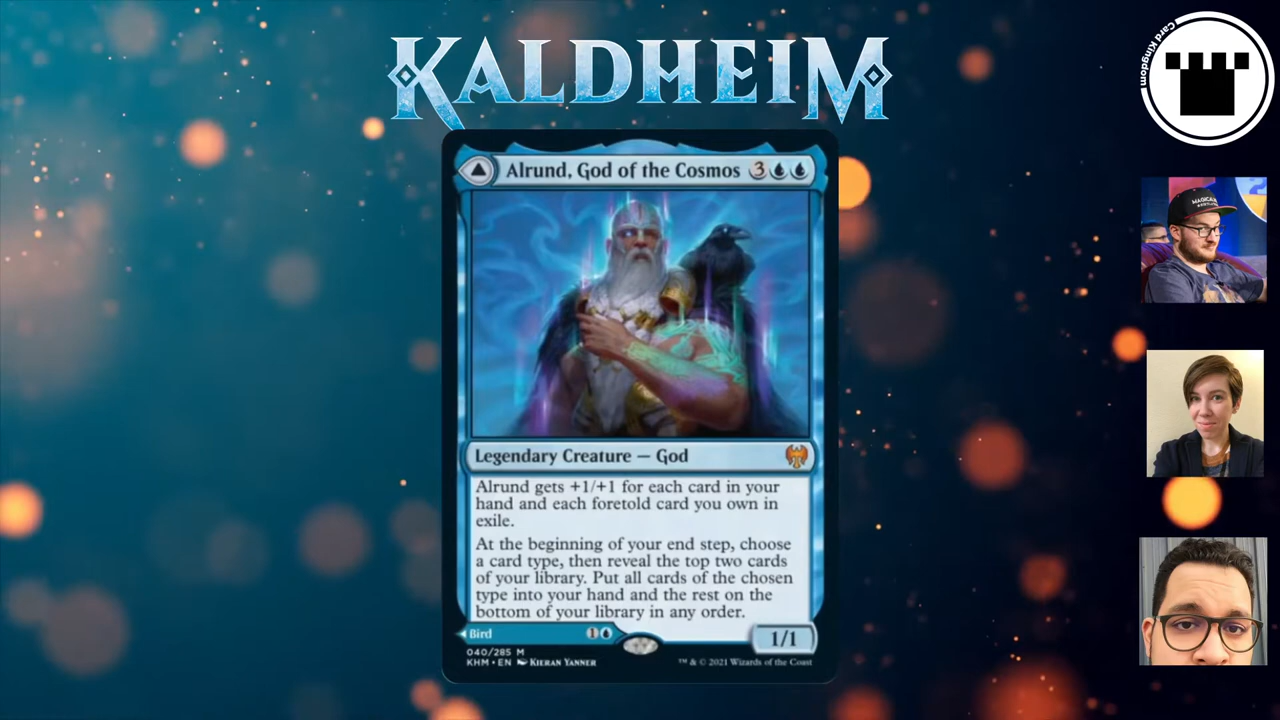 KALDHEIM
Card Kingdom
Alrund, God of the Cosmos 3
MAGICAL
Legendary Creature — God
Alrund gets +1/+1 for each card in your
hand and each foretold card you own in
exile.
At the beginning of your end step, choose
a card type, then reveal the top two cards
of your library. Put all cards of the chosen
type into your hand and the rest on the
bottom of your library in any order.
Bird 1
1/1
040/285 M
KHM • EN KIERAN YANNER
™ & © 2021 Wizards of the Coast